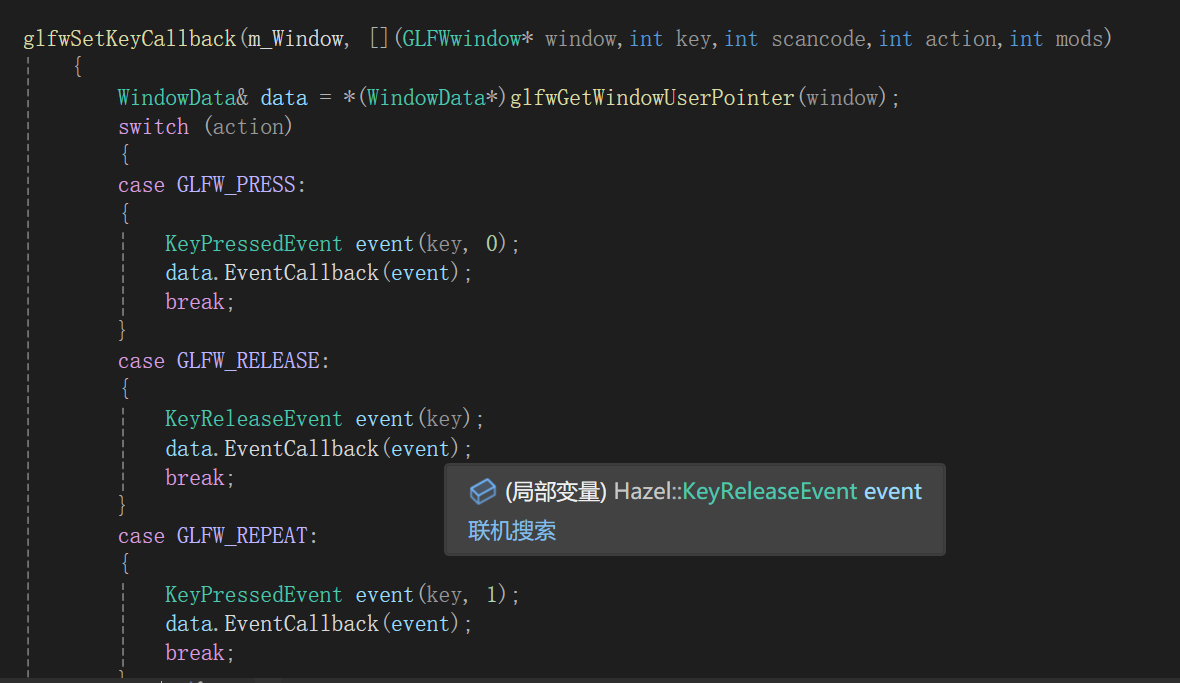 glfwSetKeyCallback(m_Window, [](GLFWwindow* window,int key,int scancode,int action,int mods)
{
WindowData& data = *(WindowData*)glfwGetWindowUserPointer(window);
switch (action)
{
case GLFW_PRESS:
{
KeyPressedEvent event(key, 0);
data.EventCallback(event);
break;
}
case GLFW_RELEASE:
{
KeyReleaseEvent event(key);
data.EventCallback(event);
break;
(局部变量) Hazel::KeyReleaseEvent event
联机搜索
}
case GLFW_REPEAT:
{
KeyPressedEvent event(key, 1);
data.EventCallback(event);
break;
}